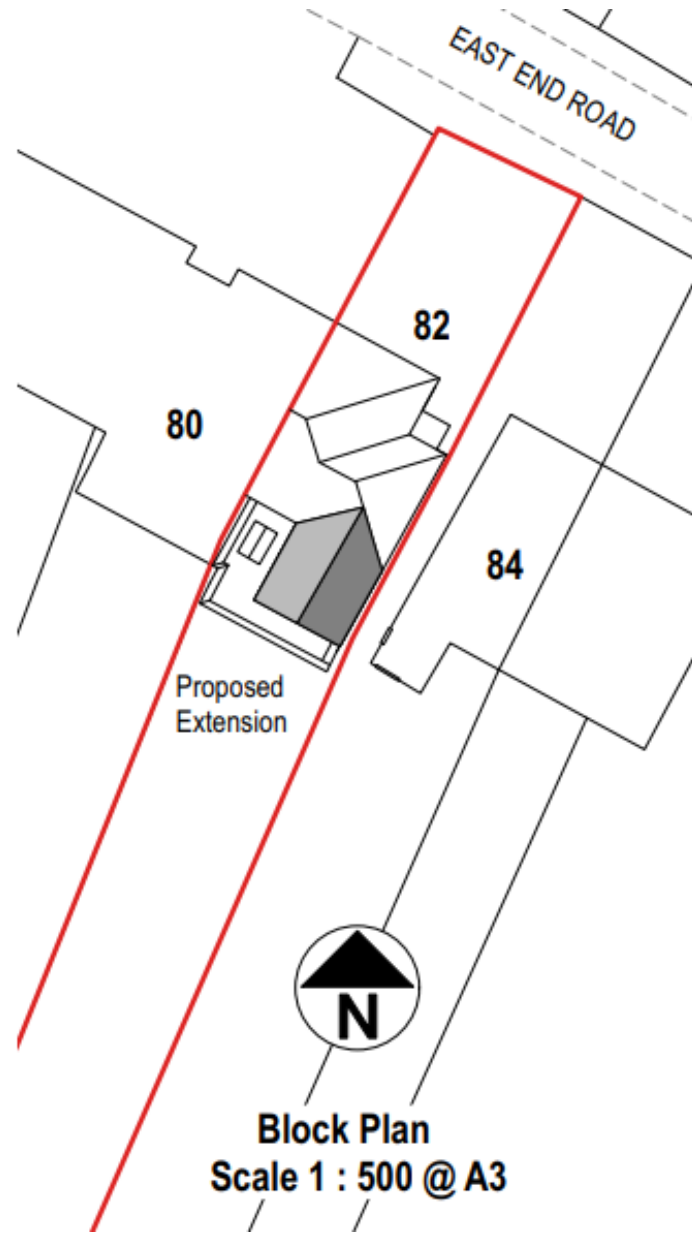 EAST END ROAD
82
80
84
Proposed
Extension
N
Block Plan
Scale 1 : 500 @ A3